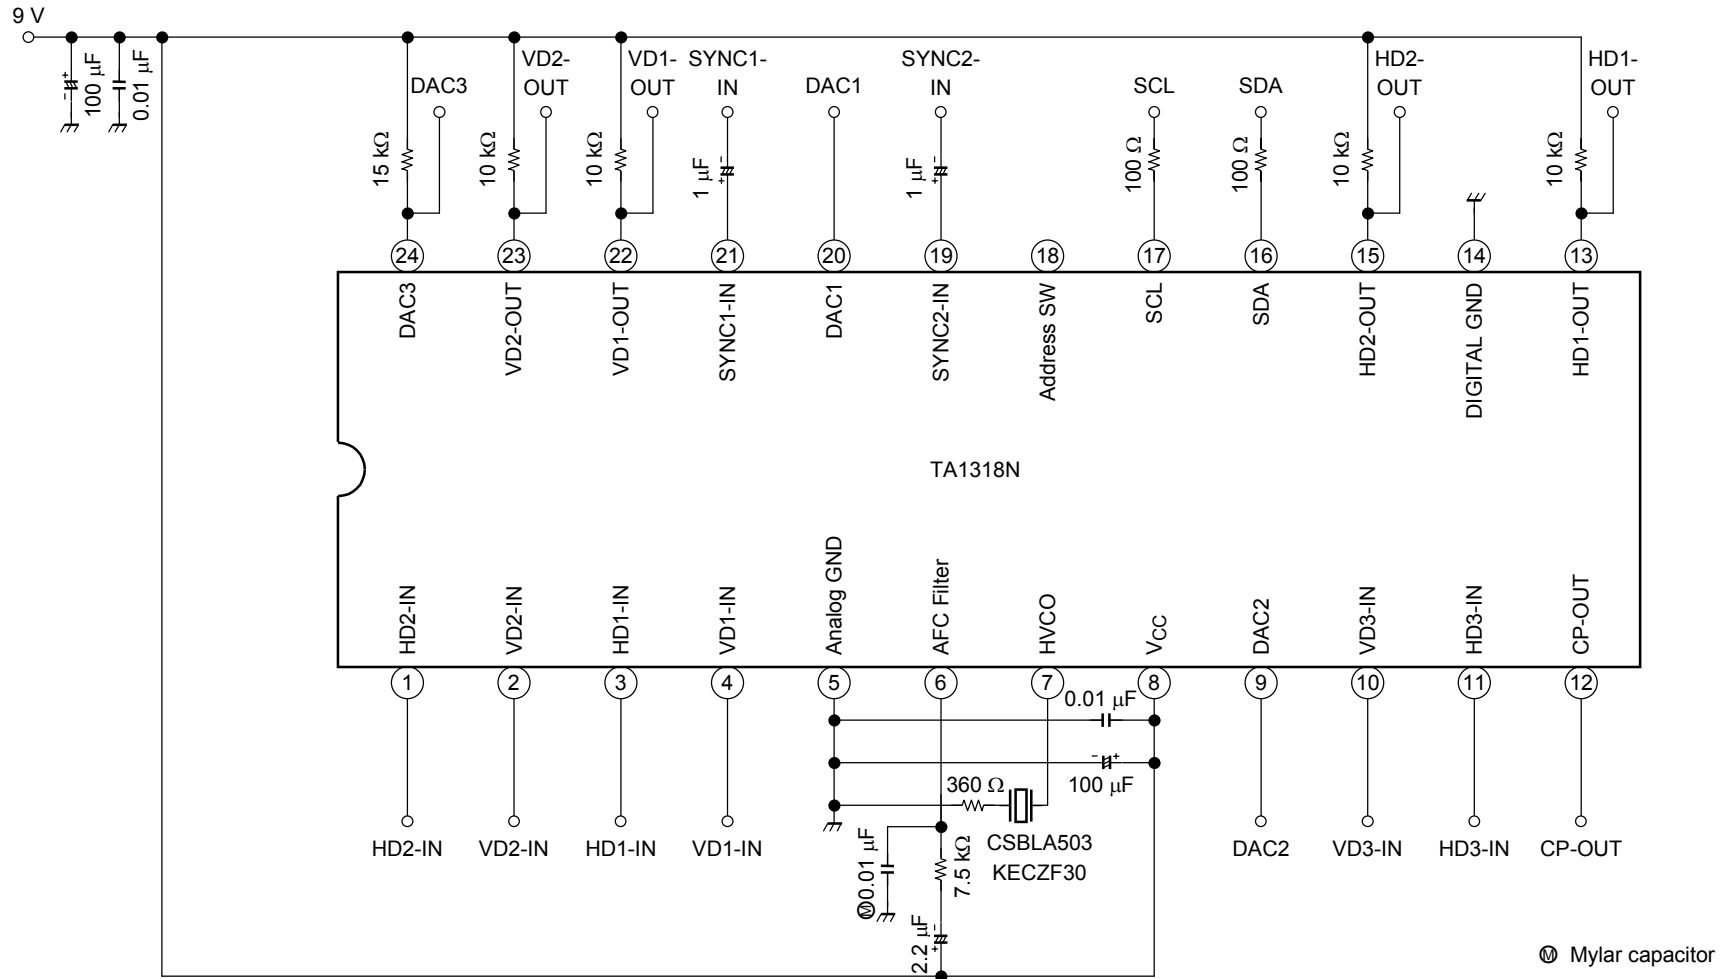 9 V
100 μF
0.01 μF
DAC3
VD2-
OUT
VD1-
OUT
SYNC1-
IN
DAC1
SYNC2-
IN
SCL
SDA
HD2-
OUT
HD1-
OUT
15 kΩ
10 kΩ
10 kΩ
1 μF
1 μF
100 Ω
100 Ω
10 kΩ
10 kΩ
24
23
22
21
20
19
18
17
16
15
14
13
DAC3
VD2-OUT
VD1-OUT
SYNC1-IN
DAC1
SYNC2-IN
Address SW
SCL
SDA
HD2-OUT
DIGITAL GND
HD1-OUT
TA1318N
HD2-IN
VD2-IN
HD1-IN
VD1-IN
Analog GND
AFC Filter
HVCO
VCC
DAC2
VD3-IN
HD3-IN
CP-OUT
1
2
3
4
5
6
7
8
9
10
11
12
0.01 μF
100 μF
360 Ω
CSBLA503
KECZF30
Ⓜ0.01 μF
7.5 kΩ
2.2 μF
HD2-IN
VD2-IN
HD1-IN
VD1-IN
DAC2
VD3-IN
HD3-IN
CP-OUT
Ⓜ Mylar capacitor